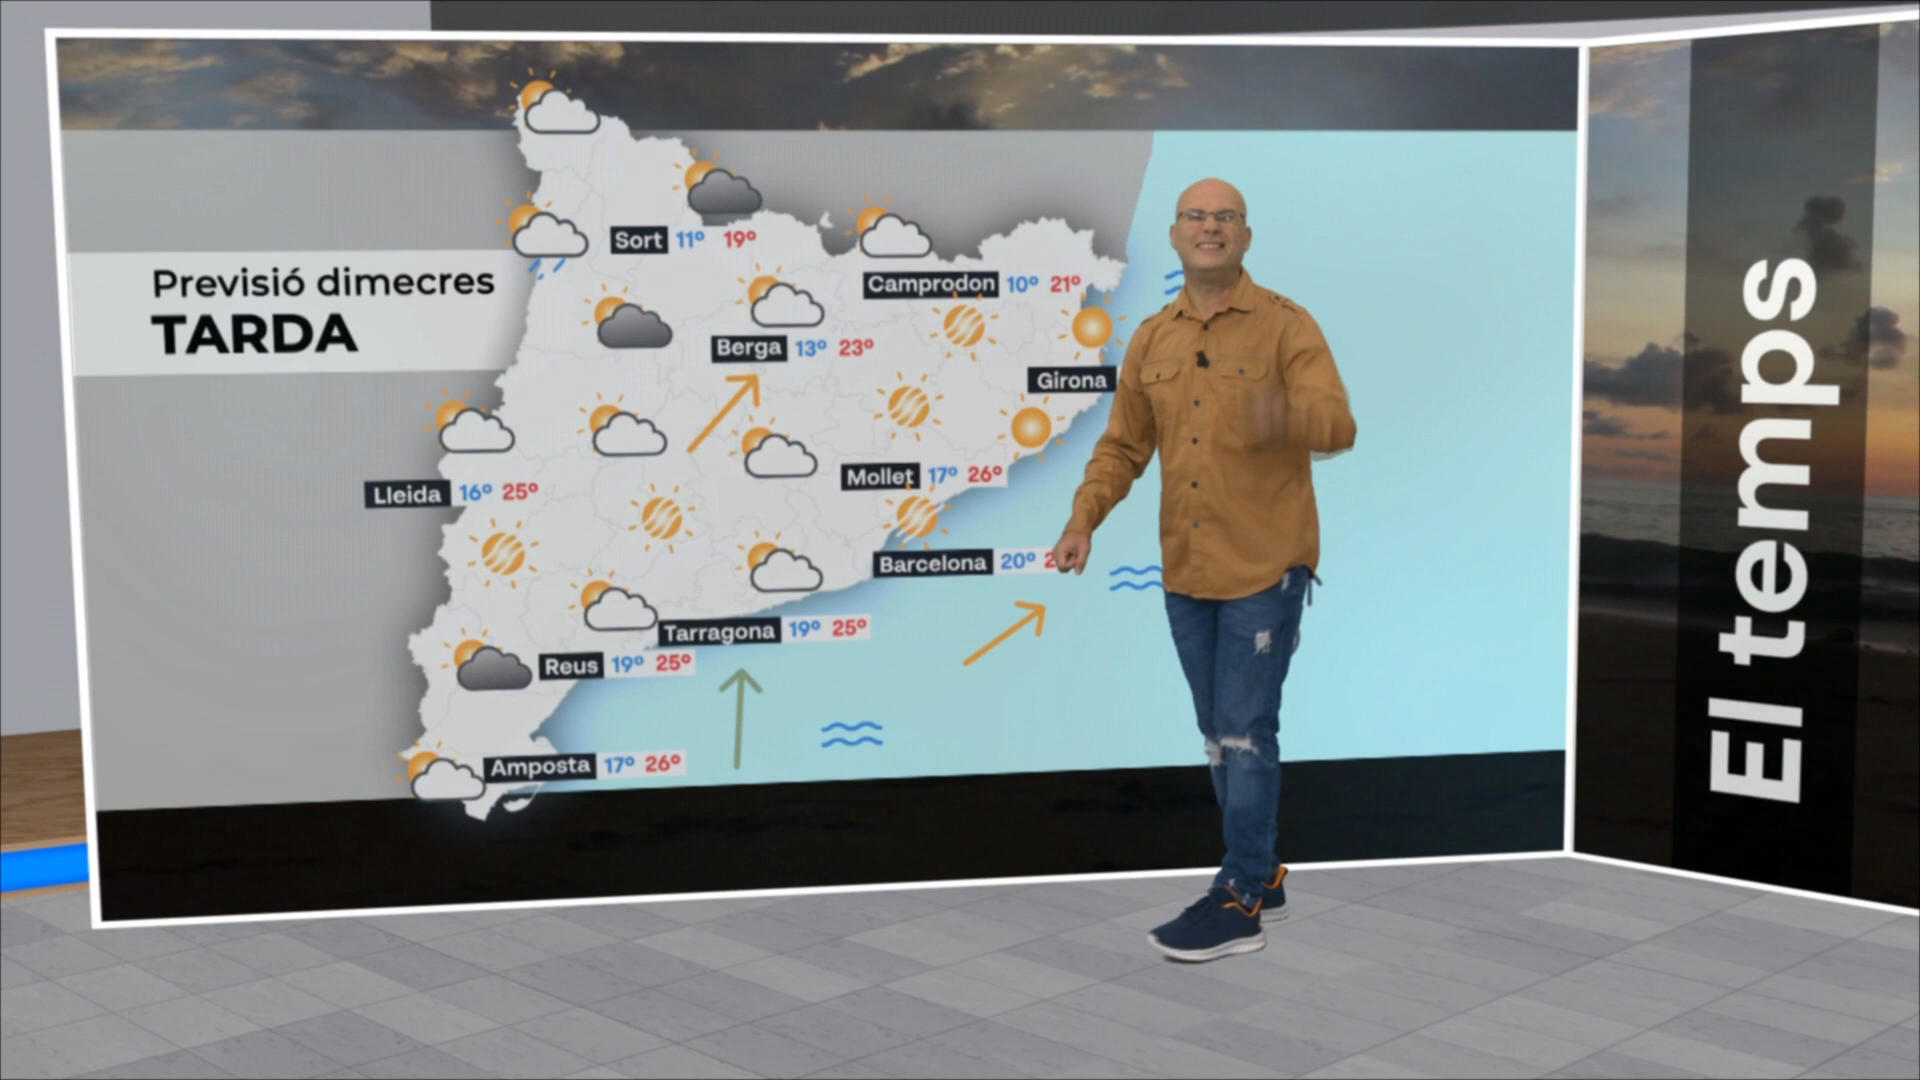 Previsió dimecres
TARDA
Sort 11º 19º
Camprodon 10º 21º
Berga 13º 23º
Girona
Mollet 17º 26º
Lleida 16º 25º
Barcelona 20º
Tarragona 19º 25º
Reus 19º 25º
Amposta 17º 26º
El temps